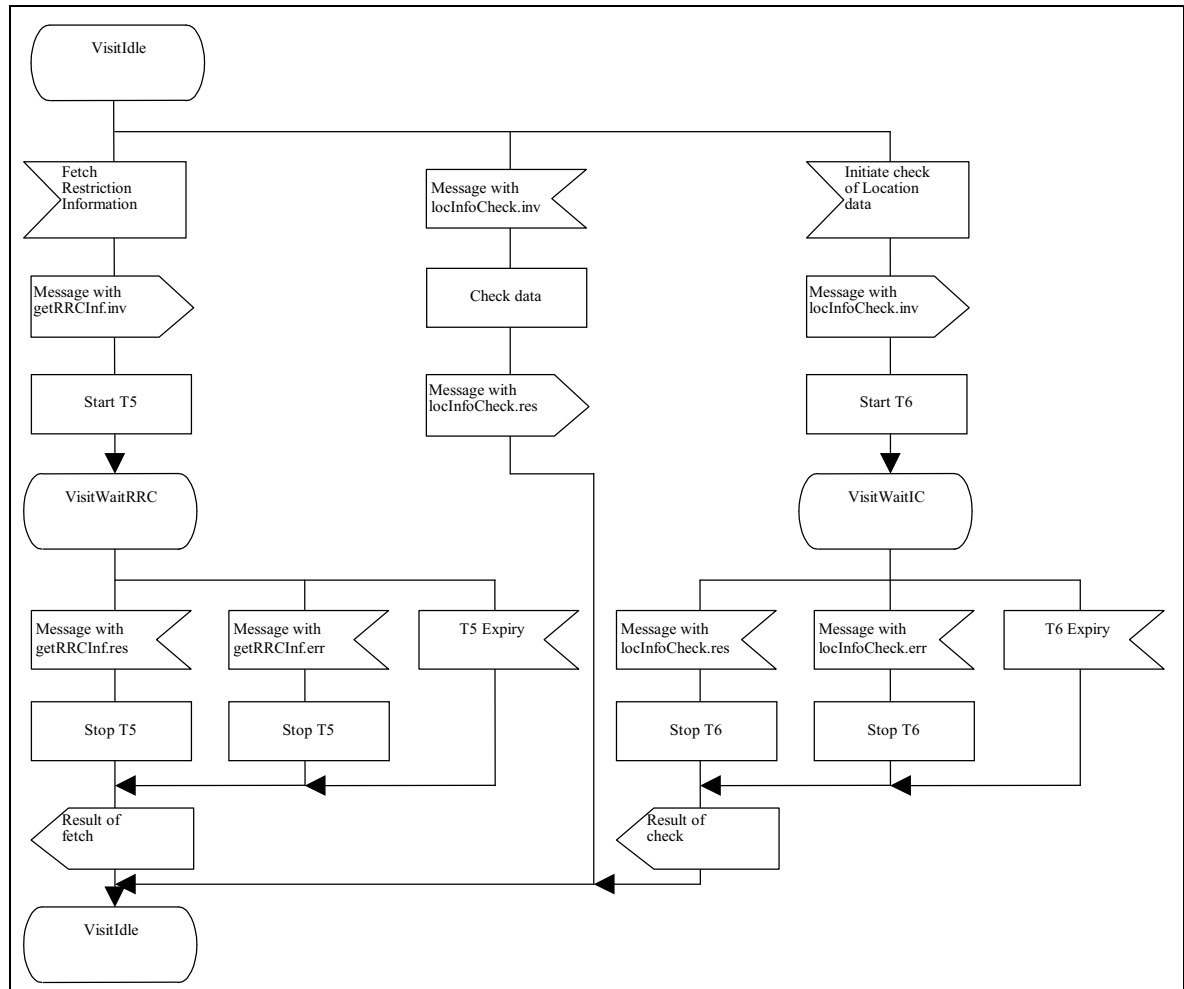 VisitIdle
Fetch
Restriction
Information
Message with
locInfoCheck.inv
Initiate check
of Location
data
Message with
getRRCInf.inv
Check data
Message with
locInfoCheck.inv
Start T5
Message with
locInfoCheck.res
Start T6
VisitWaitRRC
VisitWaitIC
Message with
getRRCInf.res
Message with
getRRCInf.err
T5 Expiry
Message with
locInfoCheck.res
Message with
locInfoCheck.err
T6 Expiry
Stop T5
Stop T5
Stop T6
Stop T6
Result of
fetch
Result of
check
VisitIdle